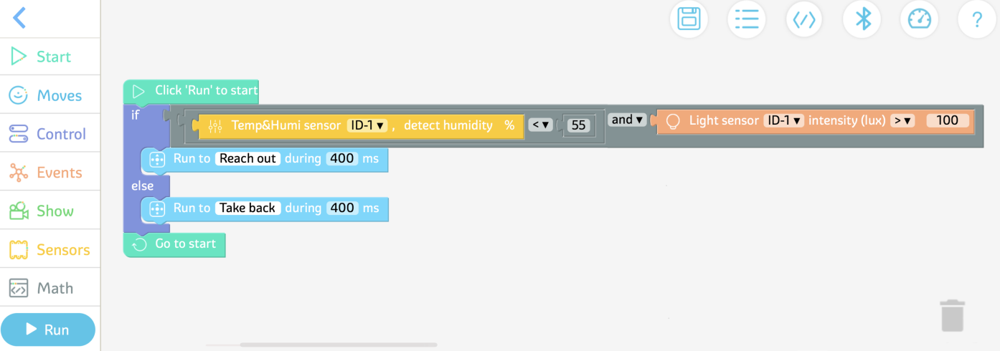 Start
Moves
Control
Events
Show
Sensors
Math
Run
?
Click 'Run' to start
if Temp&Humi sensor ID-1 , detect humidity % < 55 and Light sensor ID-1 intensity (lux) > 100
Run to Reach out during 400 ms
else
Run to Take back during 400 ms
Go to start